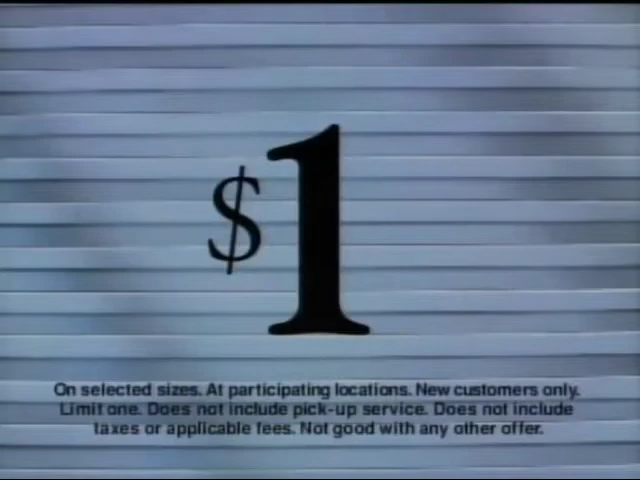 $1
On selected sizes. At participating locations. New customers only.
Limit one. Does not include pick-up service. Does not include
taxes or applicable fees. Not good with any other offer.